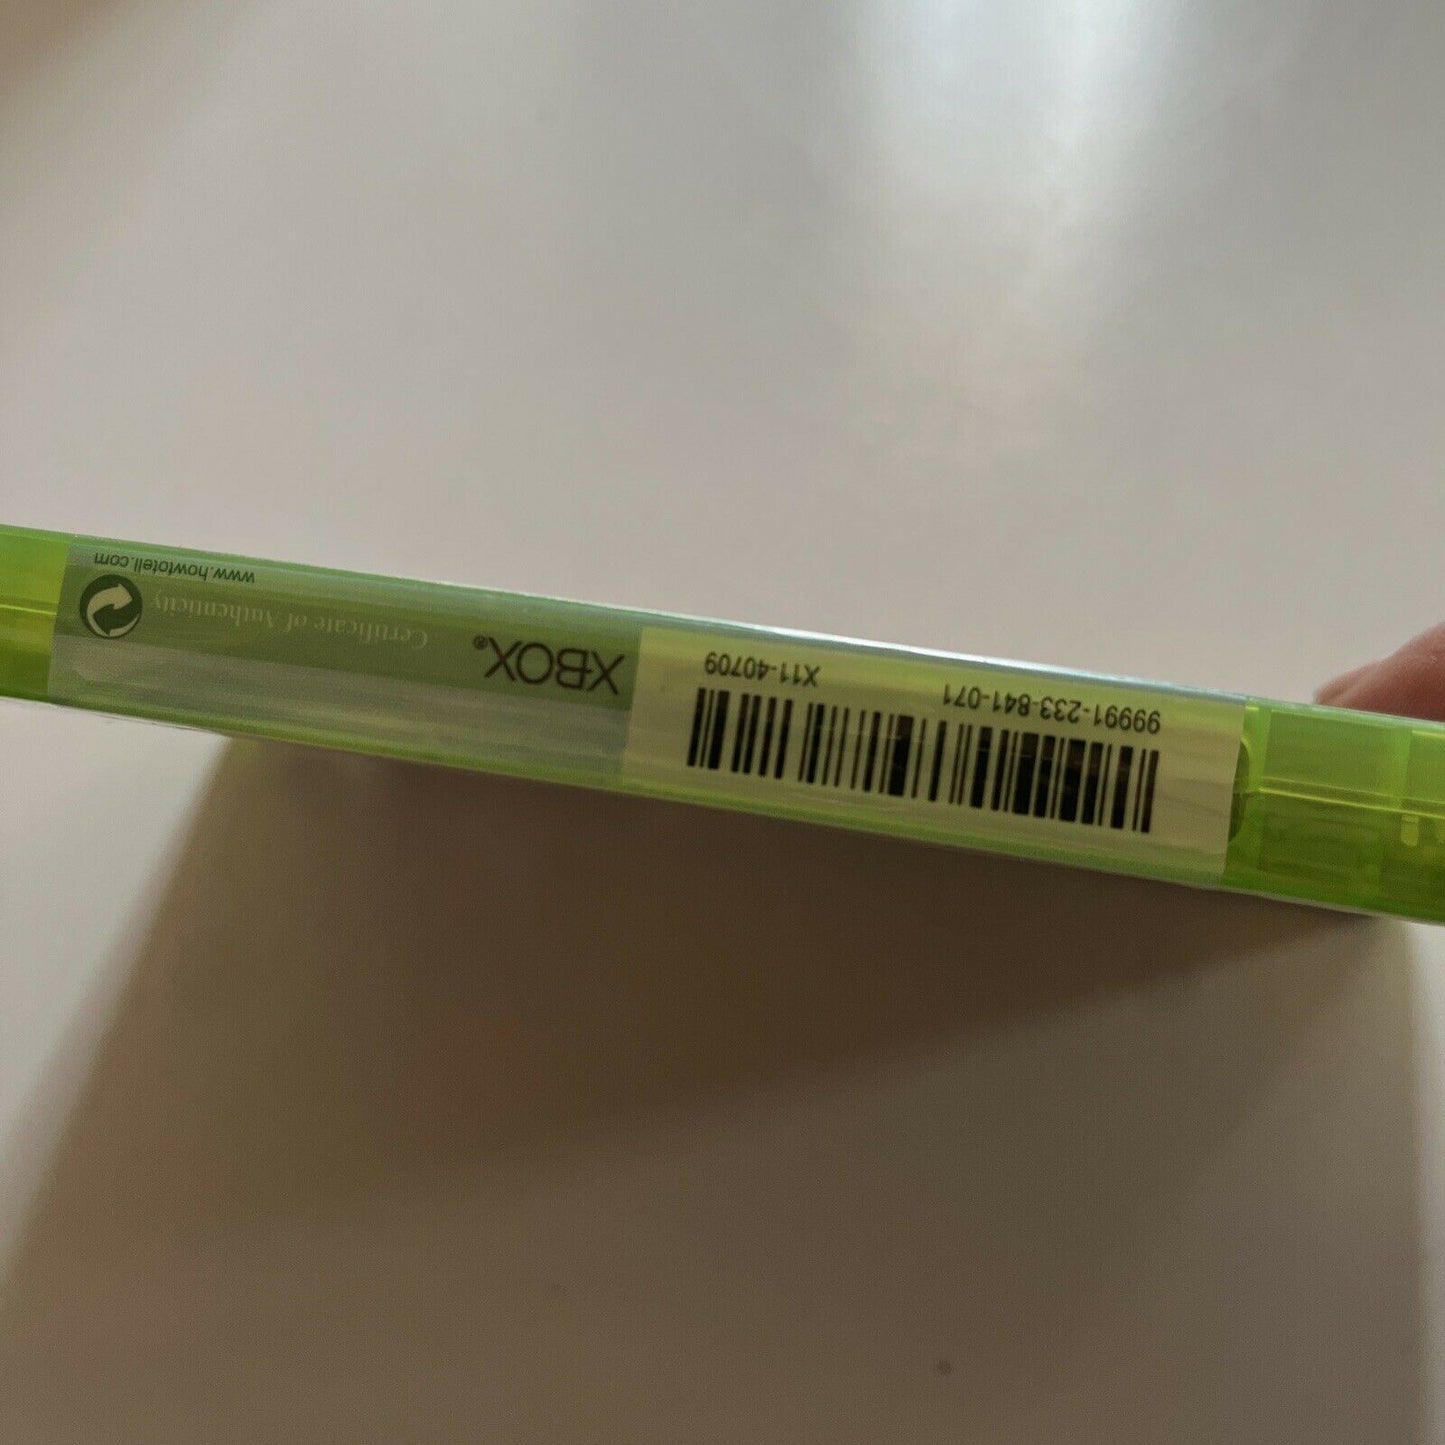 99991-233-841-071
X11-40709
XBOX®
Certificate of Authenticity
www.howtotell.com